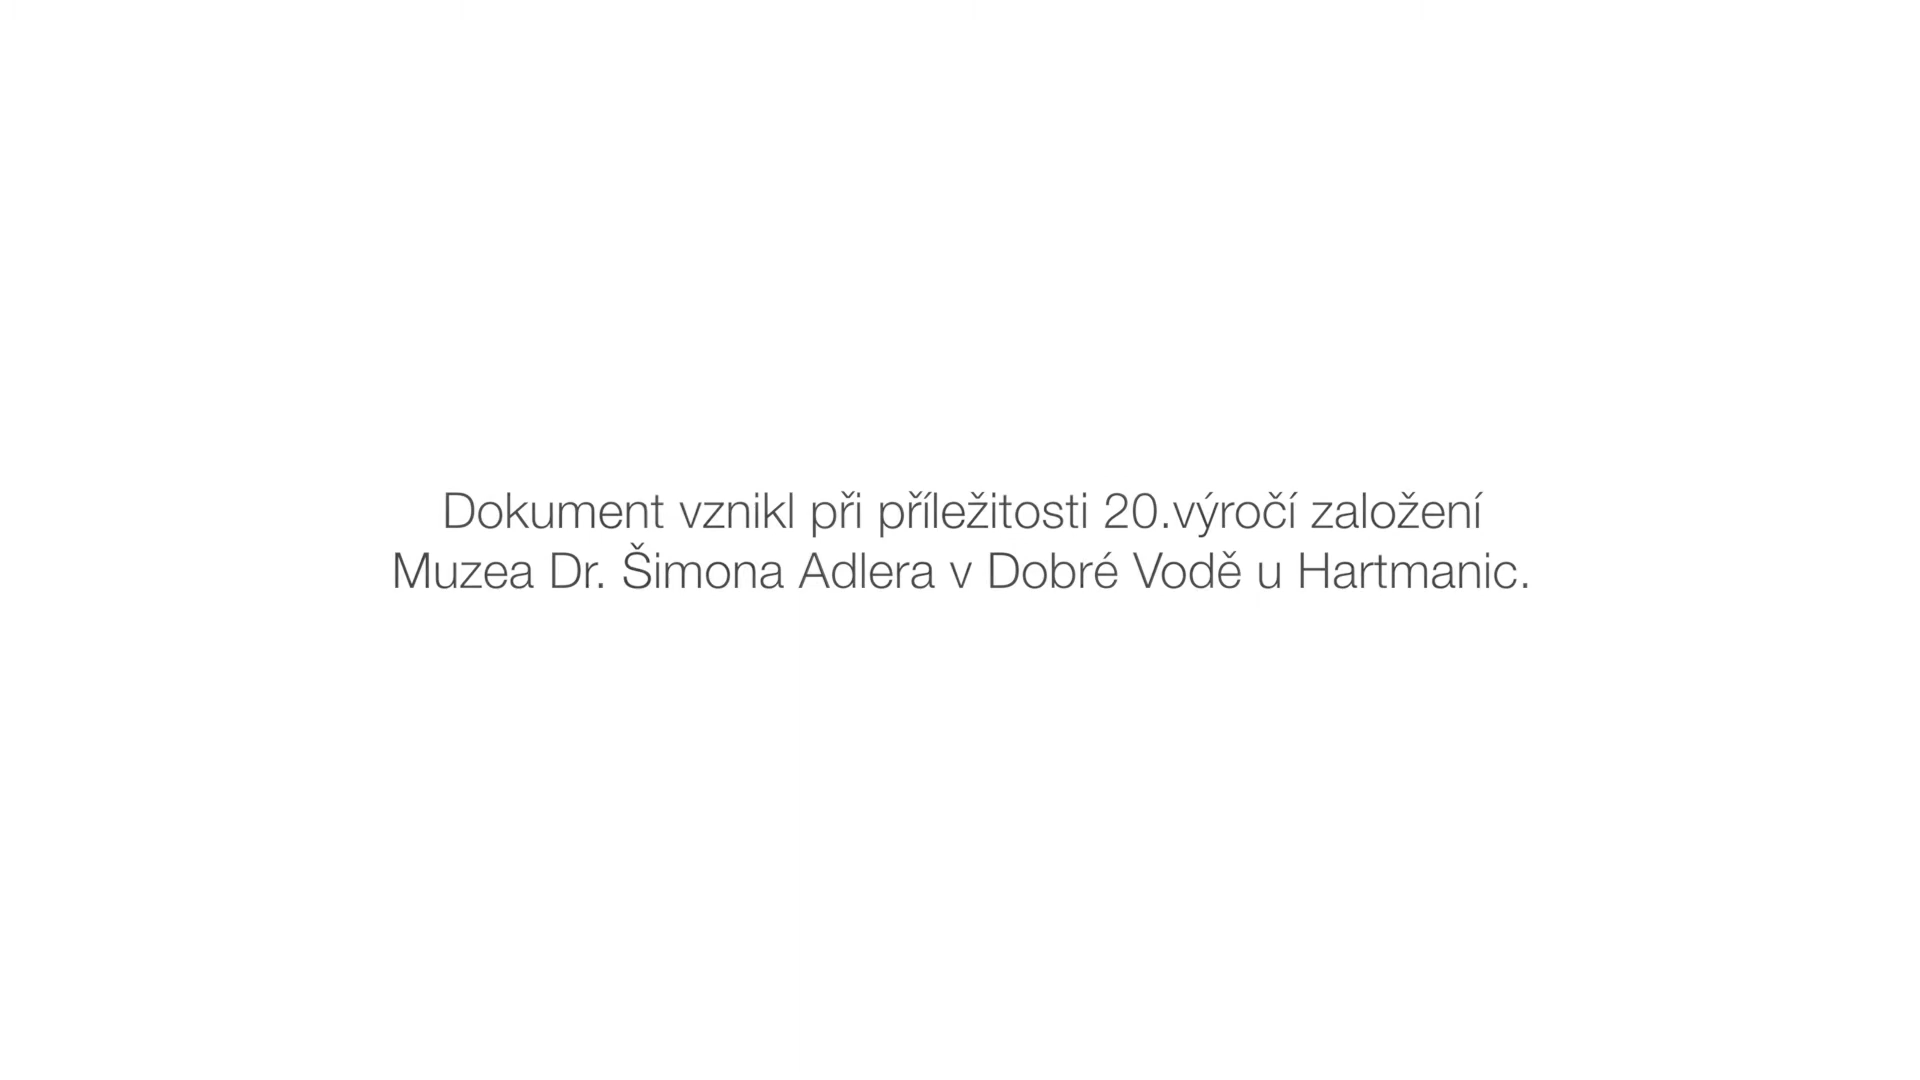 Dokument vznikl při příležitosti 20.výročí založení
Muzea Dr. Šimona Adlera v Dobré Vodě u Hartmanic.